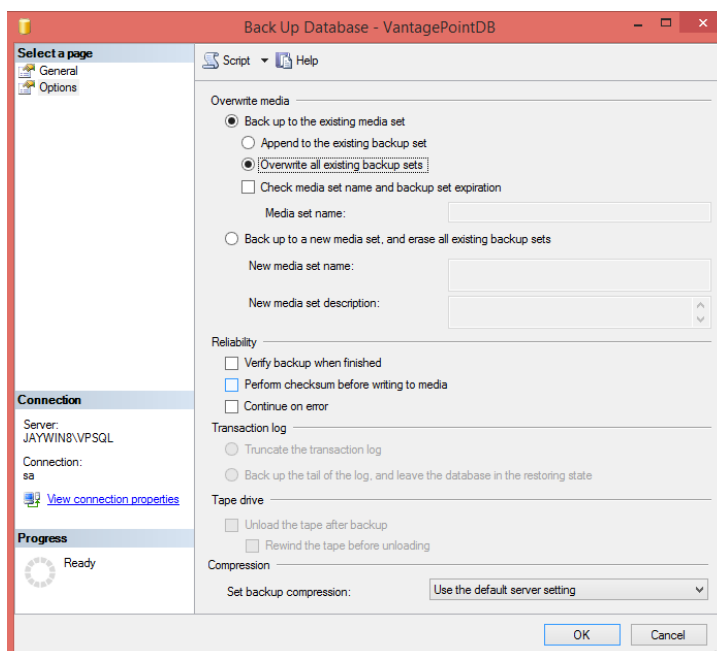 Back Up Database - VantagePointDB
Select a page
General
Options
Script
Help
Overwrite media
Back up to the existing media set
Append to the existing backup set
Overwrite all existing backup sets
Check media set name and backup set expiration
Media set name:
Back up to a new media set, and erase all existing backup sets
New media set name:
New media set description:
Reliability
Verify backup when finished
Perform checksum before writing to media
Continue on error
Transaction log
Truncate the transaction log
Back up the tail of the log, and leave the database in the restoring state
Tape drive
Unload the tape after backup
Rewind the tape before unloading
Compression
Set backup compression:
Use the default server setting
Connection
Server:
JAYWIN8\VPSQL
Connection:
sa
View connection properties
Progress
Ready
OK
Cancel